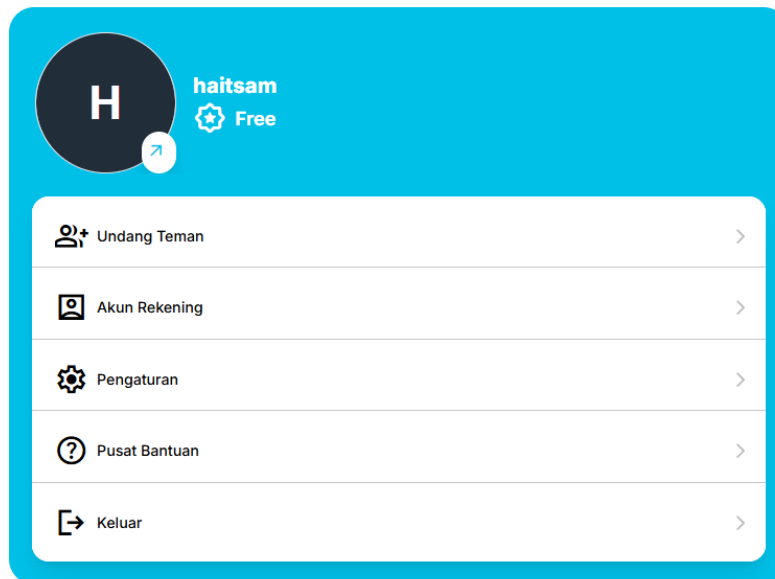 H
haitsam
Free
Undang Teman
Akun Rekening
Pengaturan
Pusat Bantuan
Keluar